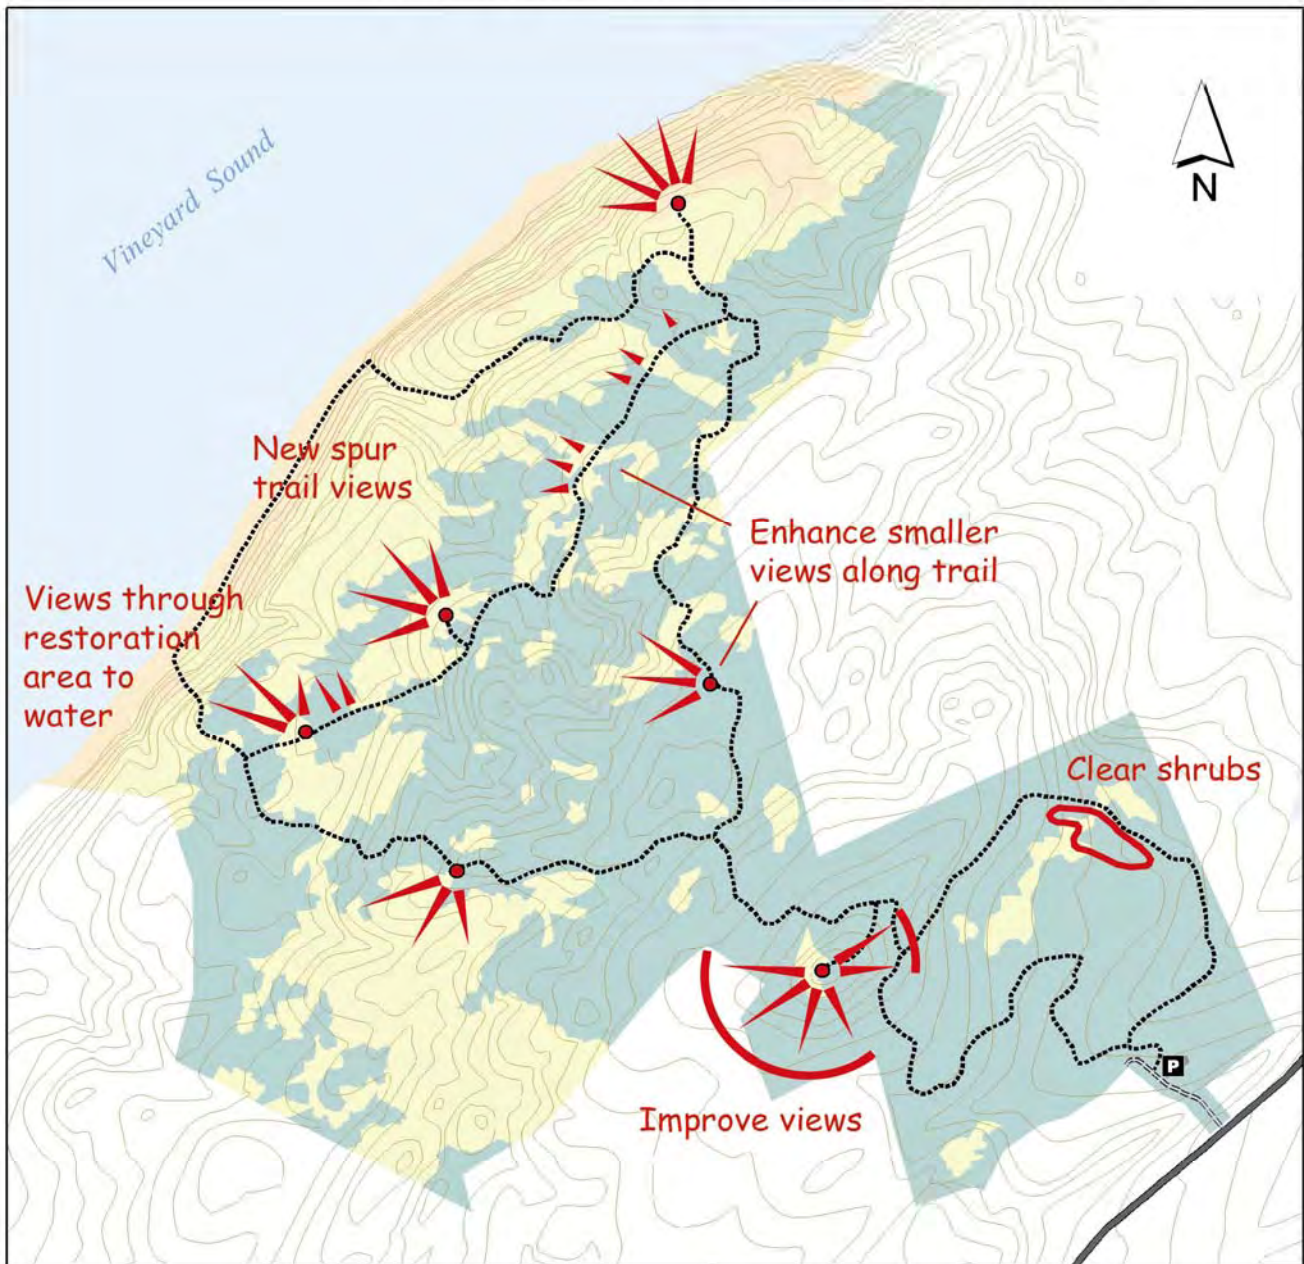 Vineyard Sound
N
New spur
trail views
Enhance smaller
views along trail
Views through
restoration
area to
water
Clear shrubs
P
Improve views